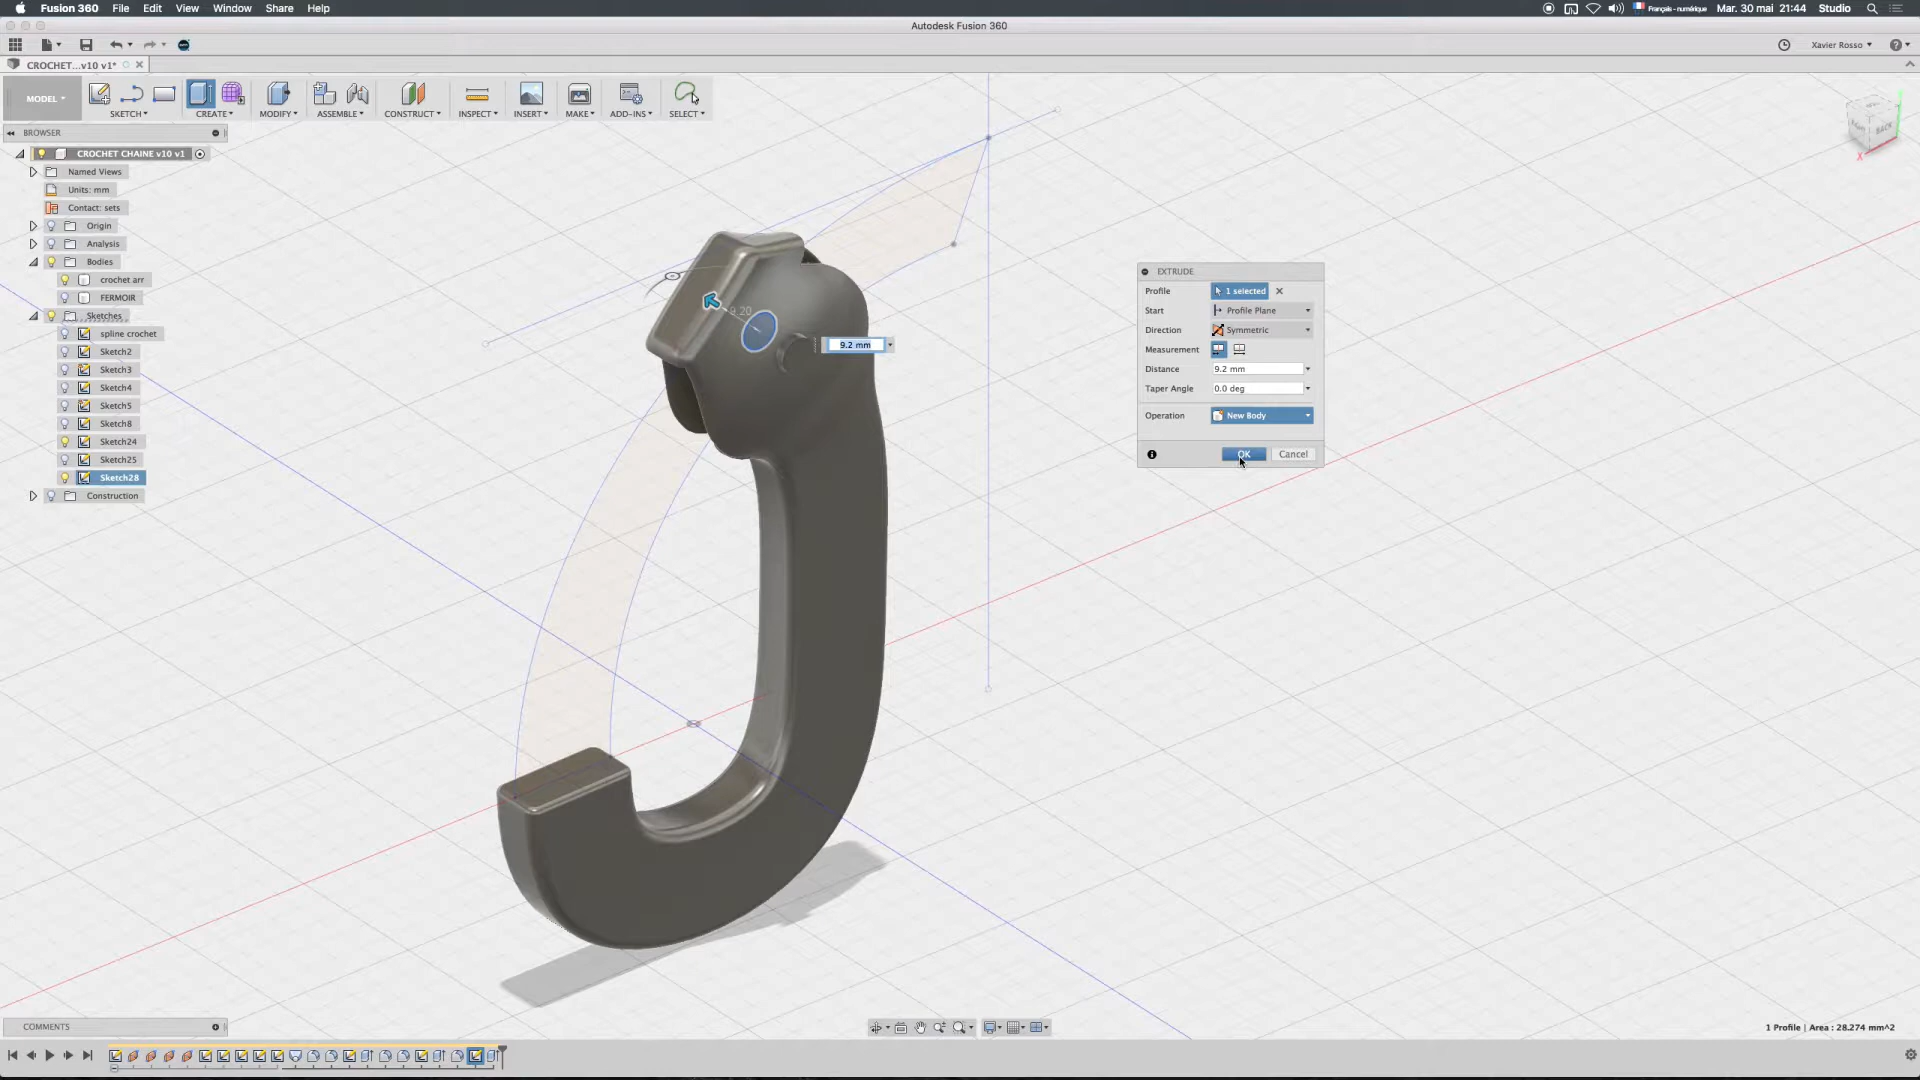 Fusion 360 File Edit View Window Share Help
Français - numérique Mar. 30 mai 21:44 Studio
Autodesk Fusion 360
Xavier Rosso
CROCHET...v10 v1*
MODEL
SKETCH CREATE MODIFY ASSEMBLE CONSTRUCT INSPECT INSERT MAKE ADD-INS SELECT
BROWSER
CROCHET CHAINE v10 v1
Named Views
Units: mm
Contact: sets
Origin
Analysis
Bodies
crochet arr
FERMOIR
Sketches
spline crochet
Sketch2
Sketch3
Sketch4
Sketch5
Sketch8
Sketch24
Sketch25
Sketch28
Construction
BACK
X
9.20
9.2 mm
EXTRUDE
Profile 1 selected
Start Profile Plane
Direction Symmetric
Measurement
Distance 9.2 mm
Taper Angle 0.0 deg
Operation New Body
OK Cancel
COMMENTS
1 Profile | Area : 28.274 mm^2